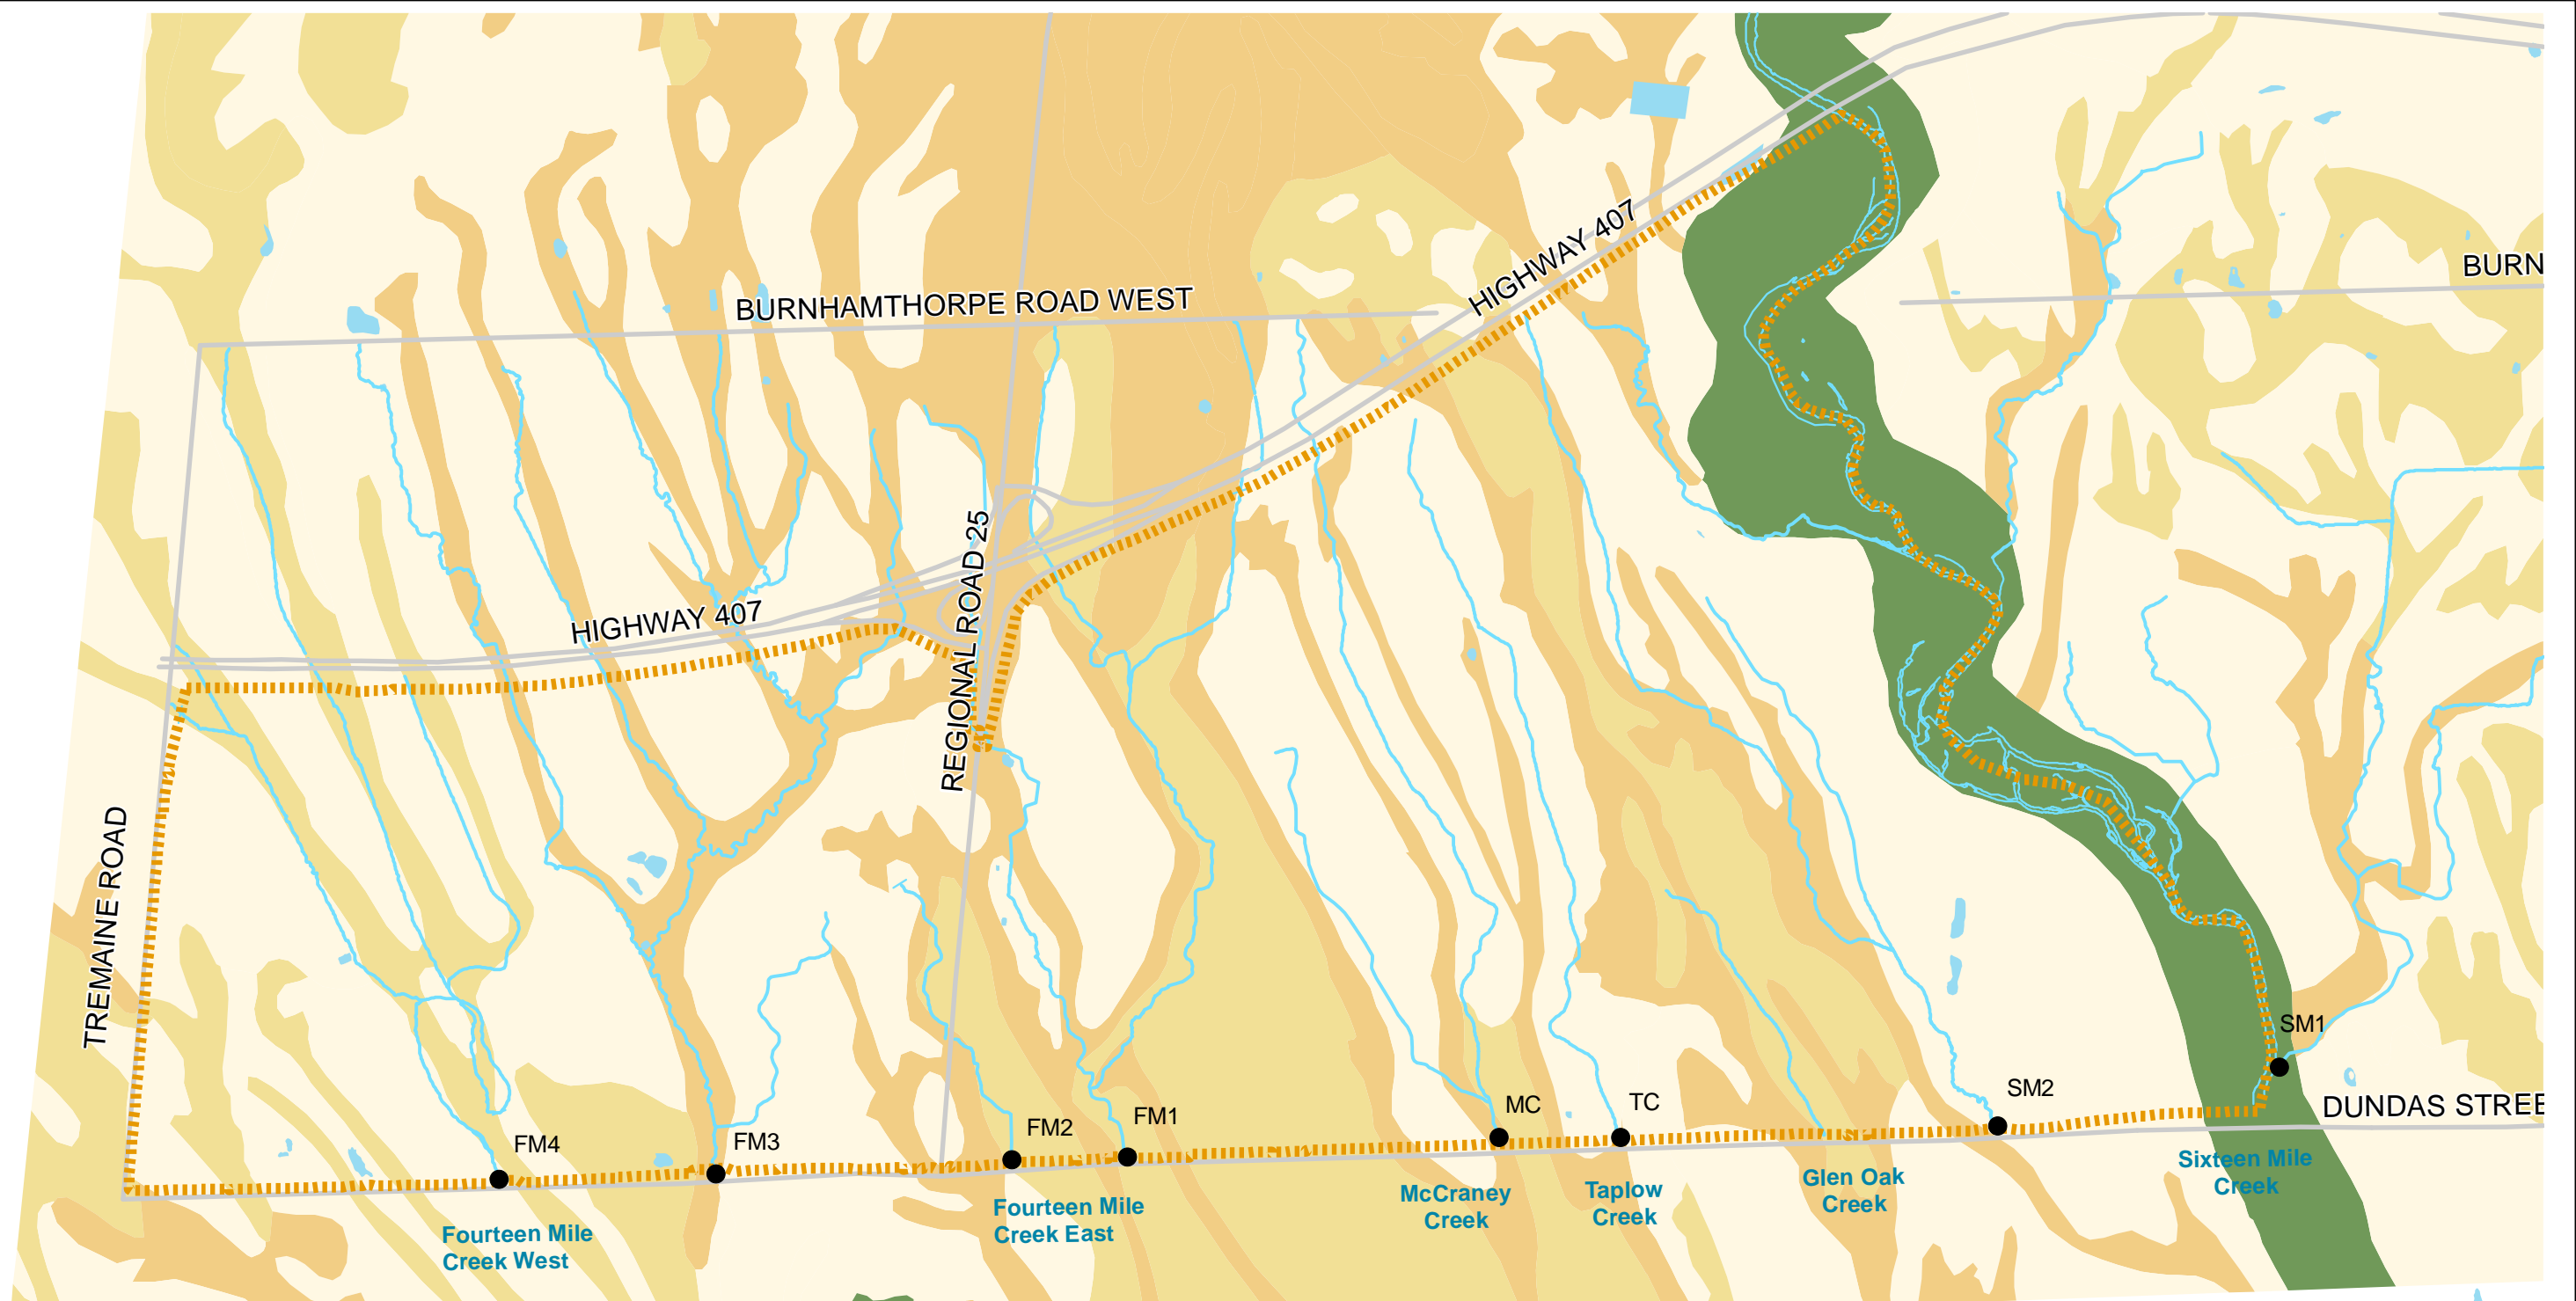 HIGHWAY 407
BURN
BURNHAMTHORPE ROAD WEST
REGIONAL ROAD 25
HIGHWAY 407
TREMAINE ROAD
SM1
SM2
DUNDAS STREE
MC
TC
FM1
FM2
FM3
FM4
Sixteen Mile
Creek
Glen Oak
Creek
Taplow
Creek
McCraney
Creek
Fourteen Mile
Creek East
Fourteen Mile
Creek West